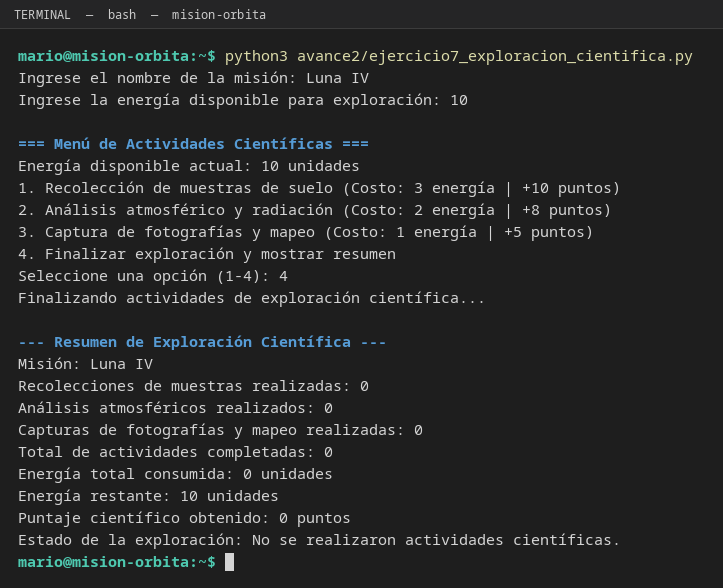 TERMINAL — bash — mision-orbita
mario@mision-orbita:~$ python3 avance2/ejercicio7_exploracion_cientifica.py
Ingrese el nombre de la misión: Luna IV
Ingrese la energía disponible para exploración: 10
=== Menú de Actividades Científicas ===
Energía disponible actual: 10 unidades
1. Recolección de muestras de suelo (Costo: 3 energía | +10 puntos)
2. Análisis atmosférico y radiación (Costo: 2 energía | +8 puntos)
3. Captura de fotografías y mapeo (Costo: 1 energía | +5 puntos)
4. Finalizar exploración y mostrar resumen
Seleccione una opción (1-4): 4
Finalizando actividades de exploración científica...
--- Resumen de Exploración Científica ---
Misión: Luna IV
Recolecciones de muestras realizadas: 0
Análisis atmosféricos realizados: 0
Capturas de fotografías y mapeo realizadas: 0
Total de actividades completadas: 0
Energía total consumida: 0 unidades
Energía restante: 10 unidades
Puntaje científico obtenido: 0 puntos
Estado de la exploración: No se realizaron actividades científicas.
mario@mision-orbita:~$